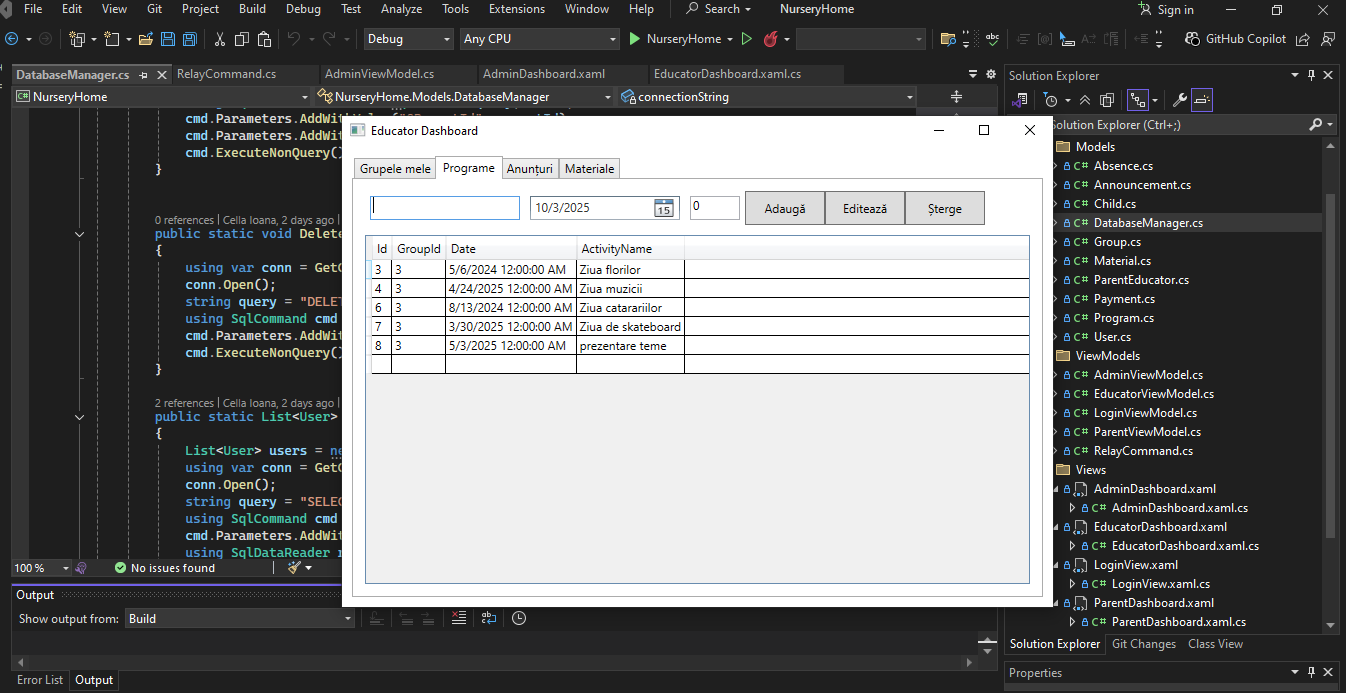 File Edit View Git Project Build Debug Test Analyze Tools Extensions Window Help Search NurseryHome Sign in
Debug Any CPU NurseryHome GitHub Copilot
DatabaseManager.cs RelayCommand.cs AdminViewModel.cs AdminDashboard.xaml EducatorDashboard.xaml.cs
NurseryHome NurseryHome.Models.DatabaseManager connectionString
cmd.Parameters.AddWit
cmd.Parameters.AddWit
cmd.ExecuteNonQuery()
}
0 references | Cella Ioana, 2 days ago |
public static void Delete
{
using var conn = GetC
conn.Open();
string query = "DELET
using SqlCommand cmd
cmd.Parameters.AddWit
cmd.ExecuteNonQuery()
}
2 references | Cella Ioana, 2 days ago |
public static List<User>
{
List<User> users = ne
using var conn = GetC
conn.Open();
string query = "SELEC
using SqlCommand cmd
cmd.Parameters.AddWit
using SqlDataReader r
100 % No issues found
Output
Show output from: Build
Error List Output
Educator Dashboard
Grupele mele Programe Anunțuri Materiale
10/3/2025 15 0 Adaugă Editează Șterge
Id GroupId Date ActivityName
3 3 5/6/2024 12:00:00 AM Ziua florilor
4 3 4/24/2025 12:00:00 AM Ziua muzicii
6 3 8/13/2024 12:00:00 AM Ziua catarariilor
7 3 3/30/2025 12:00:00 AM Ziua de skateboard
8 3 5/3/2025 12:00:00 AM prezentare teme
Solution Explorer
Solution Explorer (Ctrl+;)
Models
C# Absence.cs
C# Announcement.cs
C# Child.cs
C# DatabaseManager.cs
C# Group.cs
C# Material.cs
C# ParentEducator.cs
C# Payment.cs
C# Program.cs
C# User.cs
ViewModels
C# AdminViewModel.cs
C# EducatorViewModel.cs
C# LoginViewModel.cs
C# ParentViewModel.cs
C# RelayCommand.cs
Views
AdminDashboard.xaml
C# AdminDashboard.xaml.cs
EducatorDashboard.xaml
C# EducatorDashboard.xaml.cs
LoginView.xaml
C# LoginView.xaml.cs
ParentDashboard.xaml
C# ParentDashboard.xaml.cs
Solution Explorer Git Changes Class View
Properties